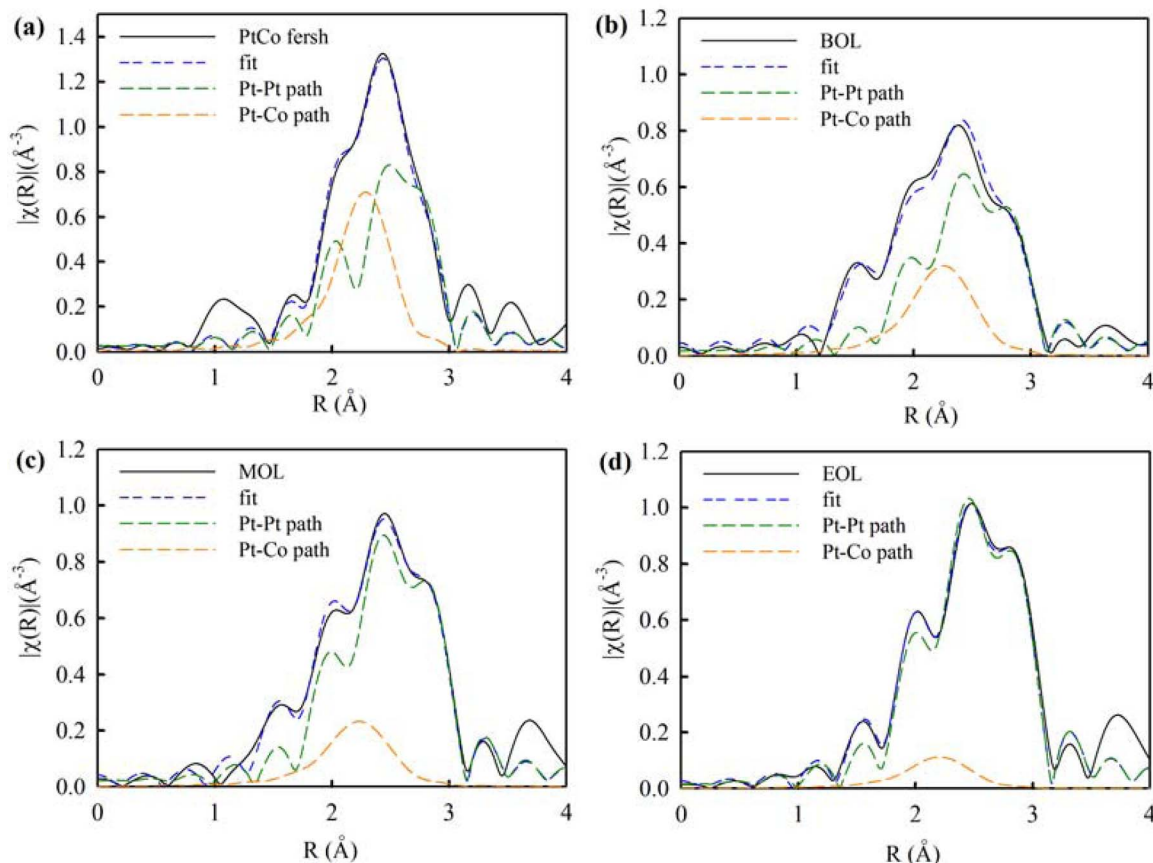 (a)
PtCo fersh
fit
Pt-Pt path
Pt-Co path
|χ(R)|(Å⁻³)
1.4
1.2
1.0
0.8
0.6
0.4
0.2
0.0
0 1 2 3 4
R (Å)
(b)
BOL
fit
Pt-Pt path
Pt-Co path
|χ(R)|(Å⁻³)
1.2
1.0
0.8
0.6
0.4
0.2
0.0
0 1 2 3 4
R (Å)
(c)
MOL
fit
Pt-Pt path
Pt-Co path
|χ(R)|(Å⁻³)
1.2
1.0
0.8
0.6
0.4
0.2
0.0
0 1 2 3 4
R (Å)
(d)
EOL
fit
Pt-Pt path
Pt-Co path
|χ(R)|(Å⁻³)
1.2
1.0
0.8
0.6
0.4
0.2
0.0
0 1 2 3 4
R (Å)